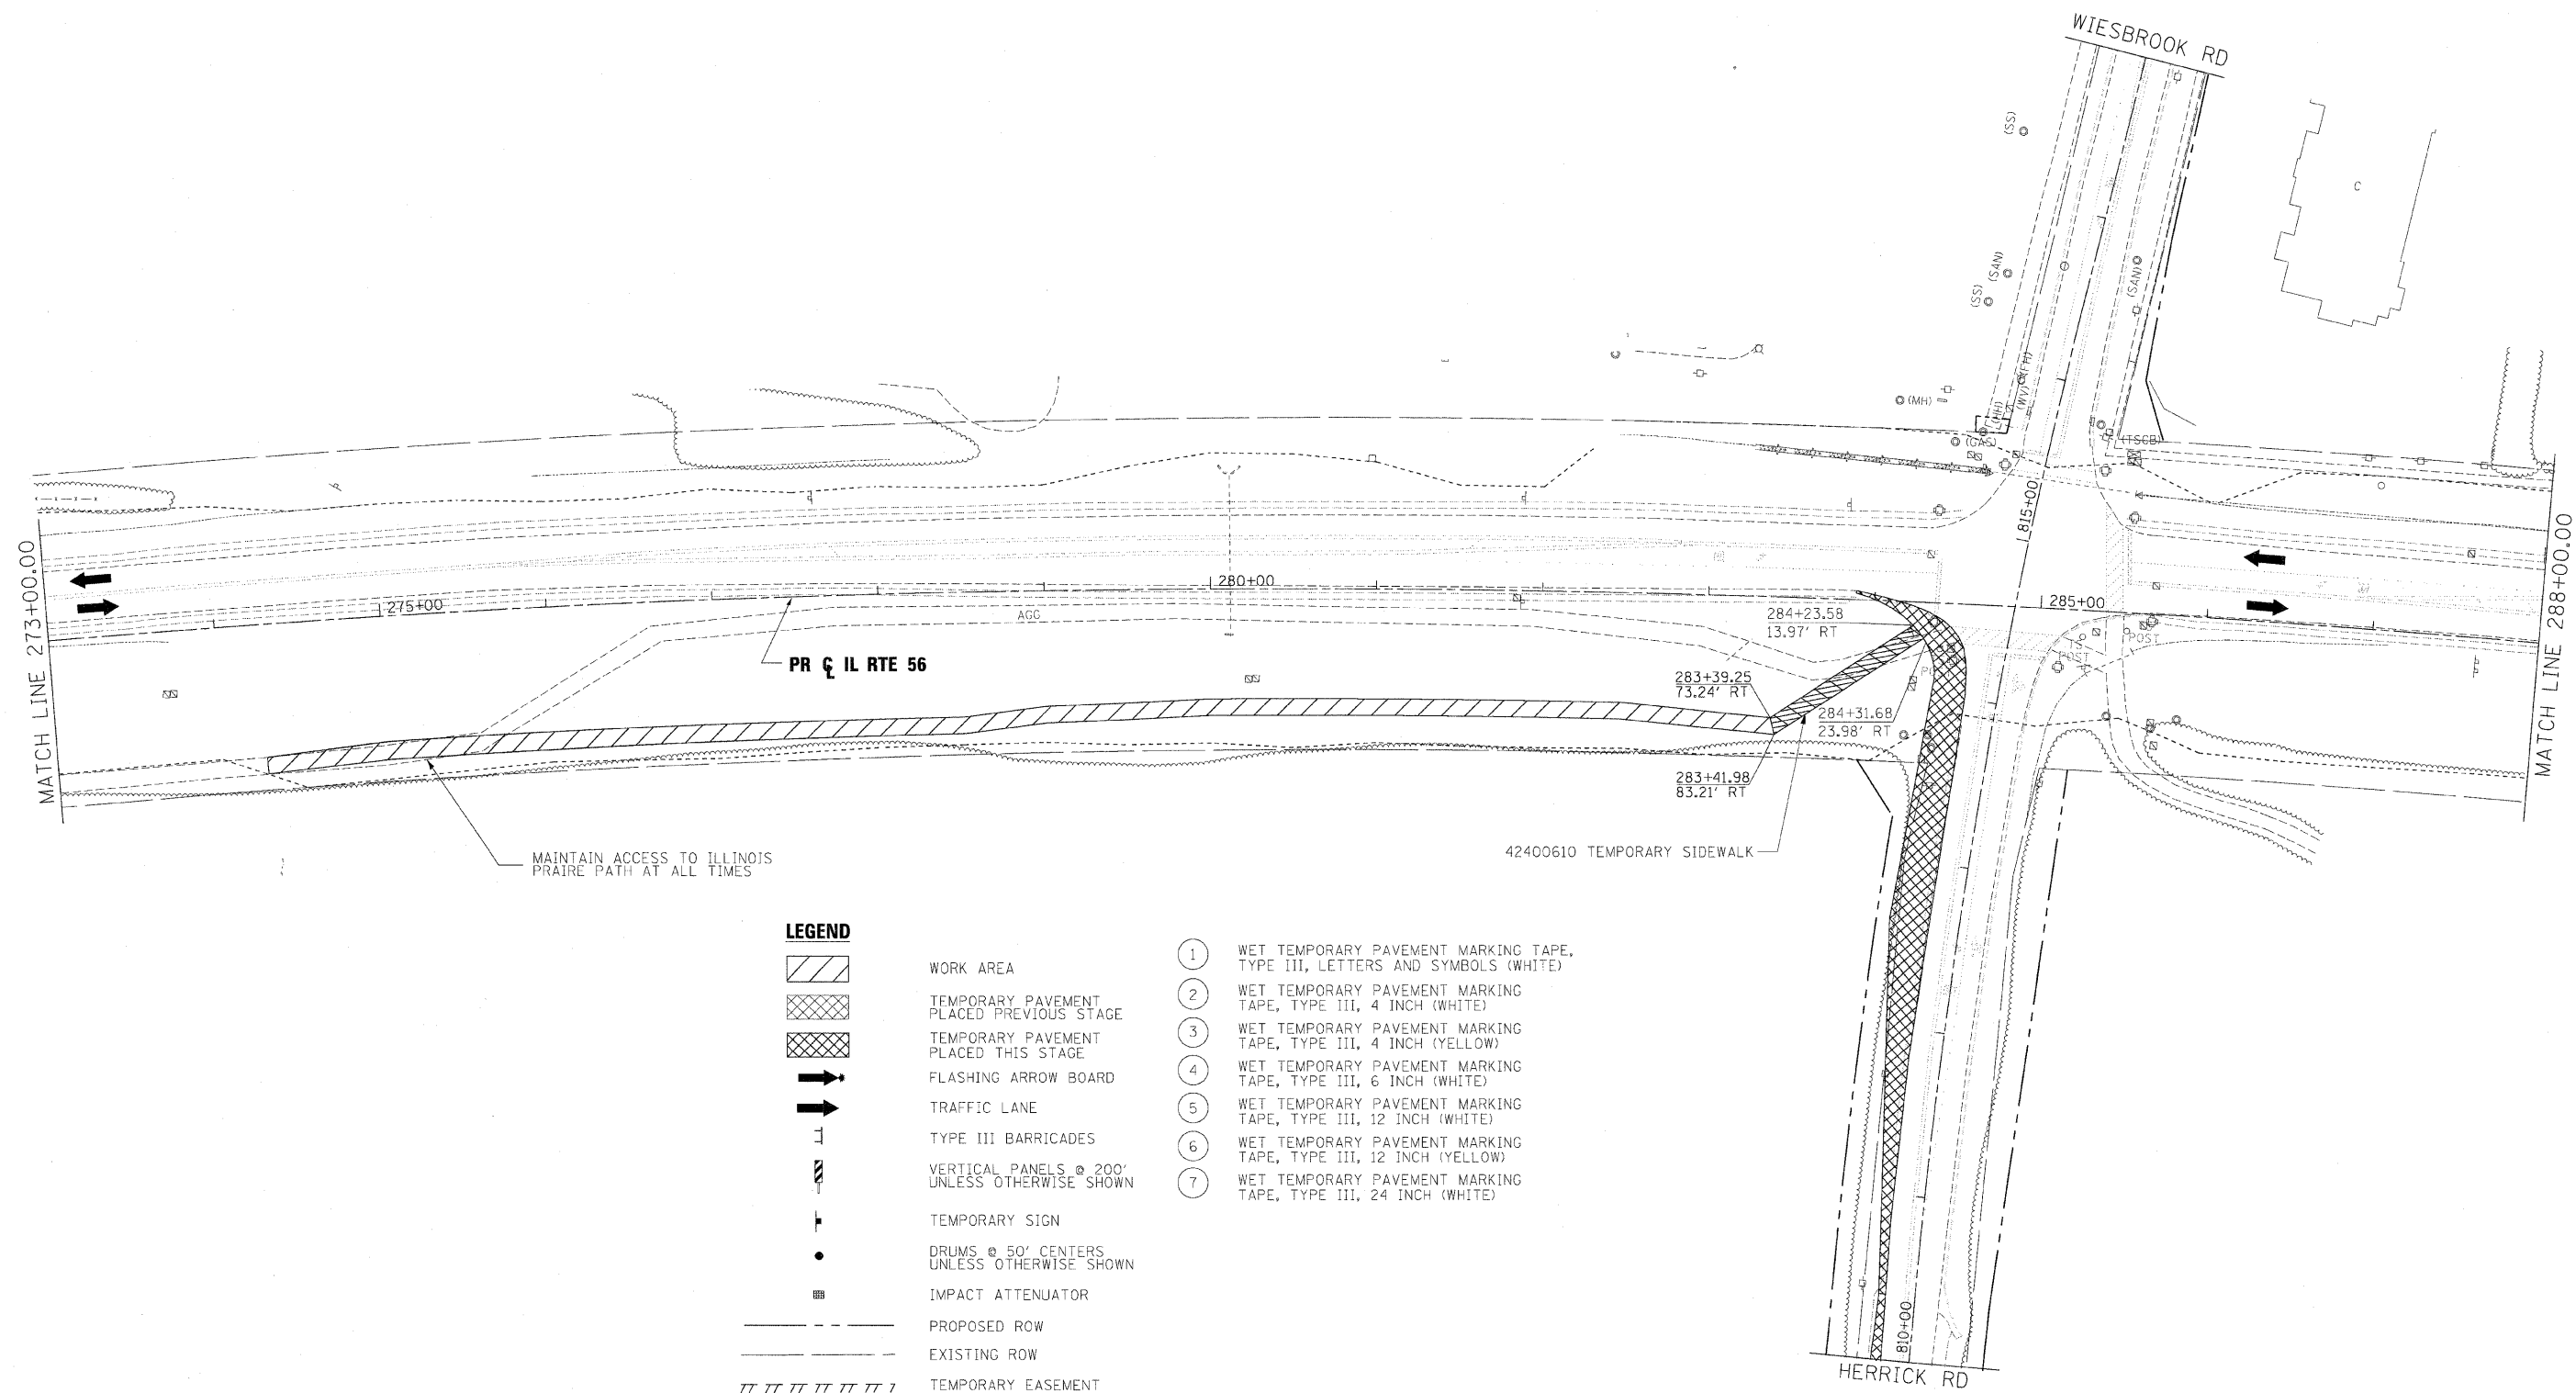 WIESBROOK RD
(SS)
(SAN)
(SS)
(SAN)
C
(MH)
(WV)
(FH)
(HH)
(GAS)
(TSCB)
MATCH LINE 273+00.00
MATCH LINE 288+00.00
815+00
275+00
280+00
285+00
AGG
PR ℄ IL RTE 56
284+23.58
13.97' RT
283+39.25
73.24' RT
284+31.68
23.98' RT
283+41.98
83.21' RT
TS
POST
POST
MAINTAIN ACCESS TO ILLINOIS
PRAIRE PATH AT ALL TIMES
42400610 TEMPORARY SIDEWALK
LEGEND
WORK AREA
TEMPORARY PAVEMENT
PLACED PREVIOUS STAGE
TEMPORARY PAVEMENT
PLACED THIS STAGE
FLASHING ARROW BOARD
TRAFFIC LANE
TYPE III BARRICADES
VERTICAL PANELS @ 200'
UNLESS OTHERWISE SHOWN
TEMPORARY SIGN
DRUMS @ 50' CENTERS
UNLESS OTHERWISE SHOWN
IMPACT ATTENUATOR
PROPOSED ROW
EXISTING ROW
TEMPORARY EASEMENT
1 WET TEMPORARY PAVEMENT MARKING TAPE,
TYPE III, LETTERS AND SYMBOLS (WHITE)
2 WET TEMPORARY PAVEMENT MARKING
TAPE, TYPE III, 4 INCH (WHITE)
3 WET TEMPORARY PAVEMENT MARKING
TAPE, TYPE III, 4 INCH (YELLOW)
4 WET TEMPORARY PAVEMENT MARKING
TAPE, TYPE III, 6 INCH (WHITE)
5 WET TEMPORARY PAVEMENT MARKING
TAPE, TYPE III, 12 INCH (WHITE)
6 WET TEMPORARY PAVEMENT MARKING
TAPE, TYPE III, 12 INCH (YELLOW)
7 WET TEMPORARY PAVEMENT MARKING
TAPE, TYPE III, 24 INCH (WHITE)
810+00
HERRICK RD